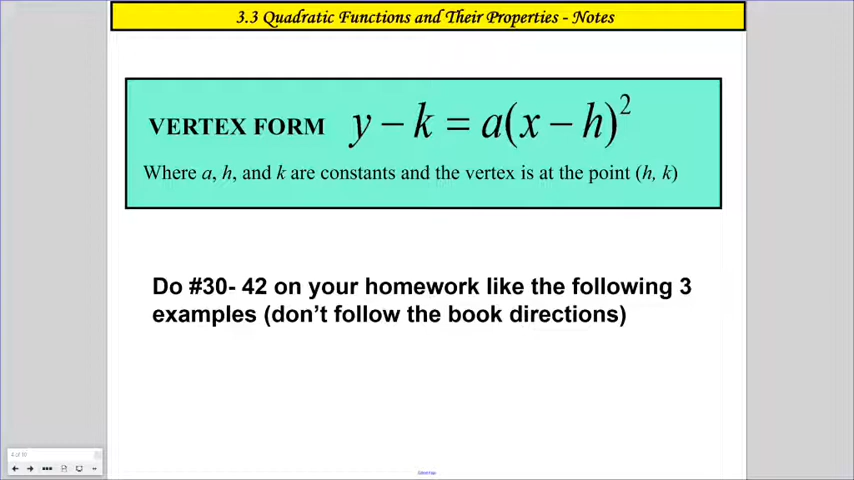 3.3 Quadratic Functions and Their Properties - Notes
VERTEX FORM y − k = a(x − h)²
Where a, h, and k are constants and the vertex is at the point (h, k)
Do #30- 42 on your homework like the following 3
examples (don't follow the book directions)